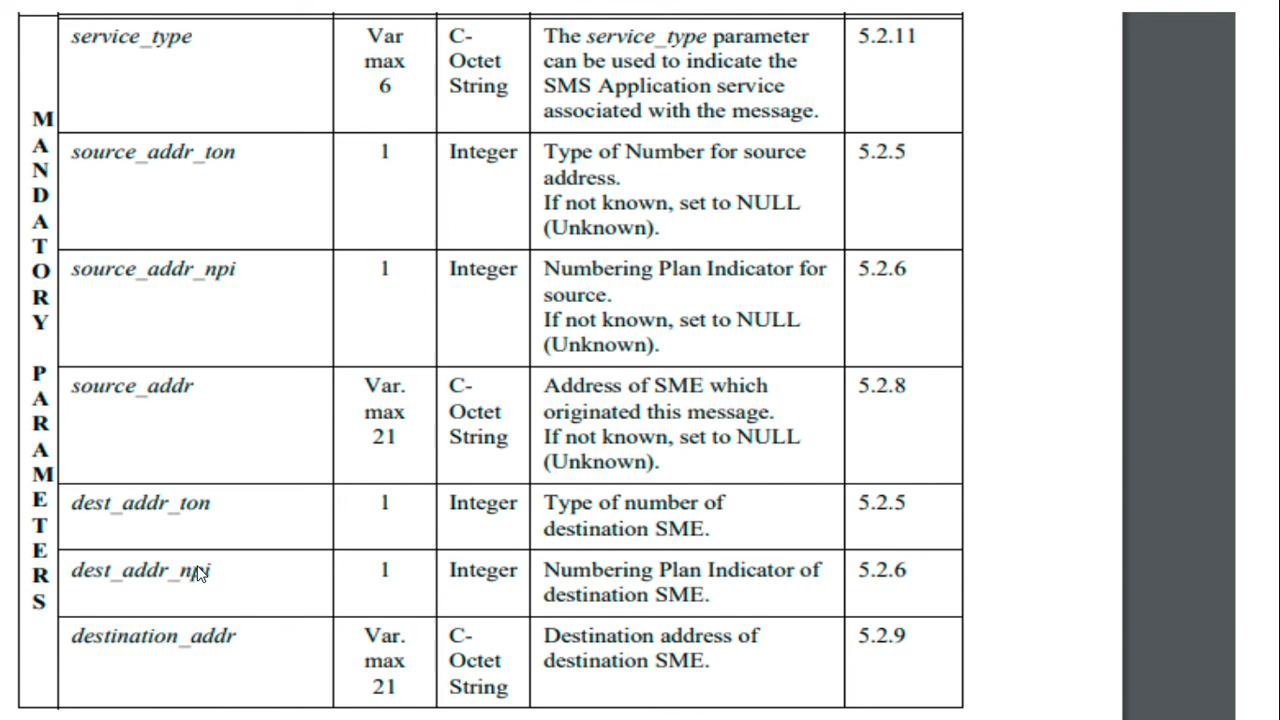 MANDATORY PARAMETERS
service_type Var max 6 C-Octet String The service_type parameter can be used to indicate the SMS Application service associated with the message. 5.2.11
source_addr_ton 1 Integer Type of Number for source address. If not known, set to NULL (Unknown). 5.2.5
source_addr_npi 1 Integer Numbering Plan Indicator for source. If not known, set to NULL (Unknown). 5.2.6
source_addr Var. max 21 C-Octet String Address of SME which originated this message. If not known, set to NULL (Unknown). 5.2.8
dest_addr_ton 1 Integer Type of number of destination SME. 5.2.5
dest_addr_npi 1 Integer Numbering Plan Indicator of destination SME. 5.2.6
destination_addr Var. max 21 C-Octet String Destination address of destination SME. 5.2.9